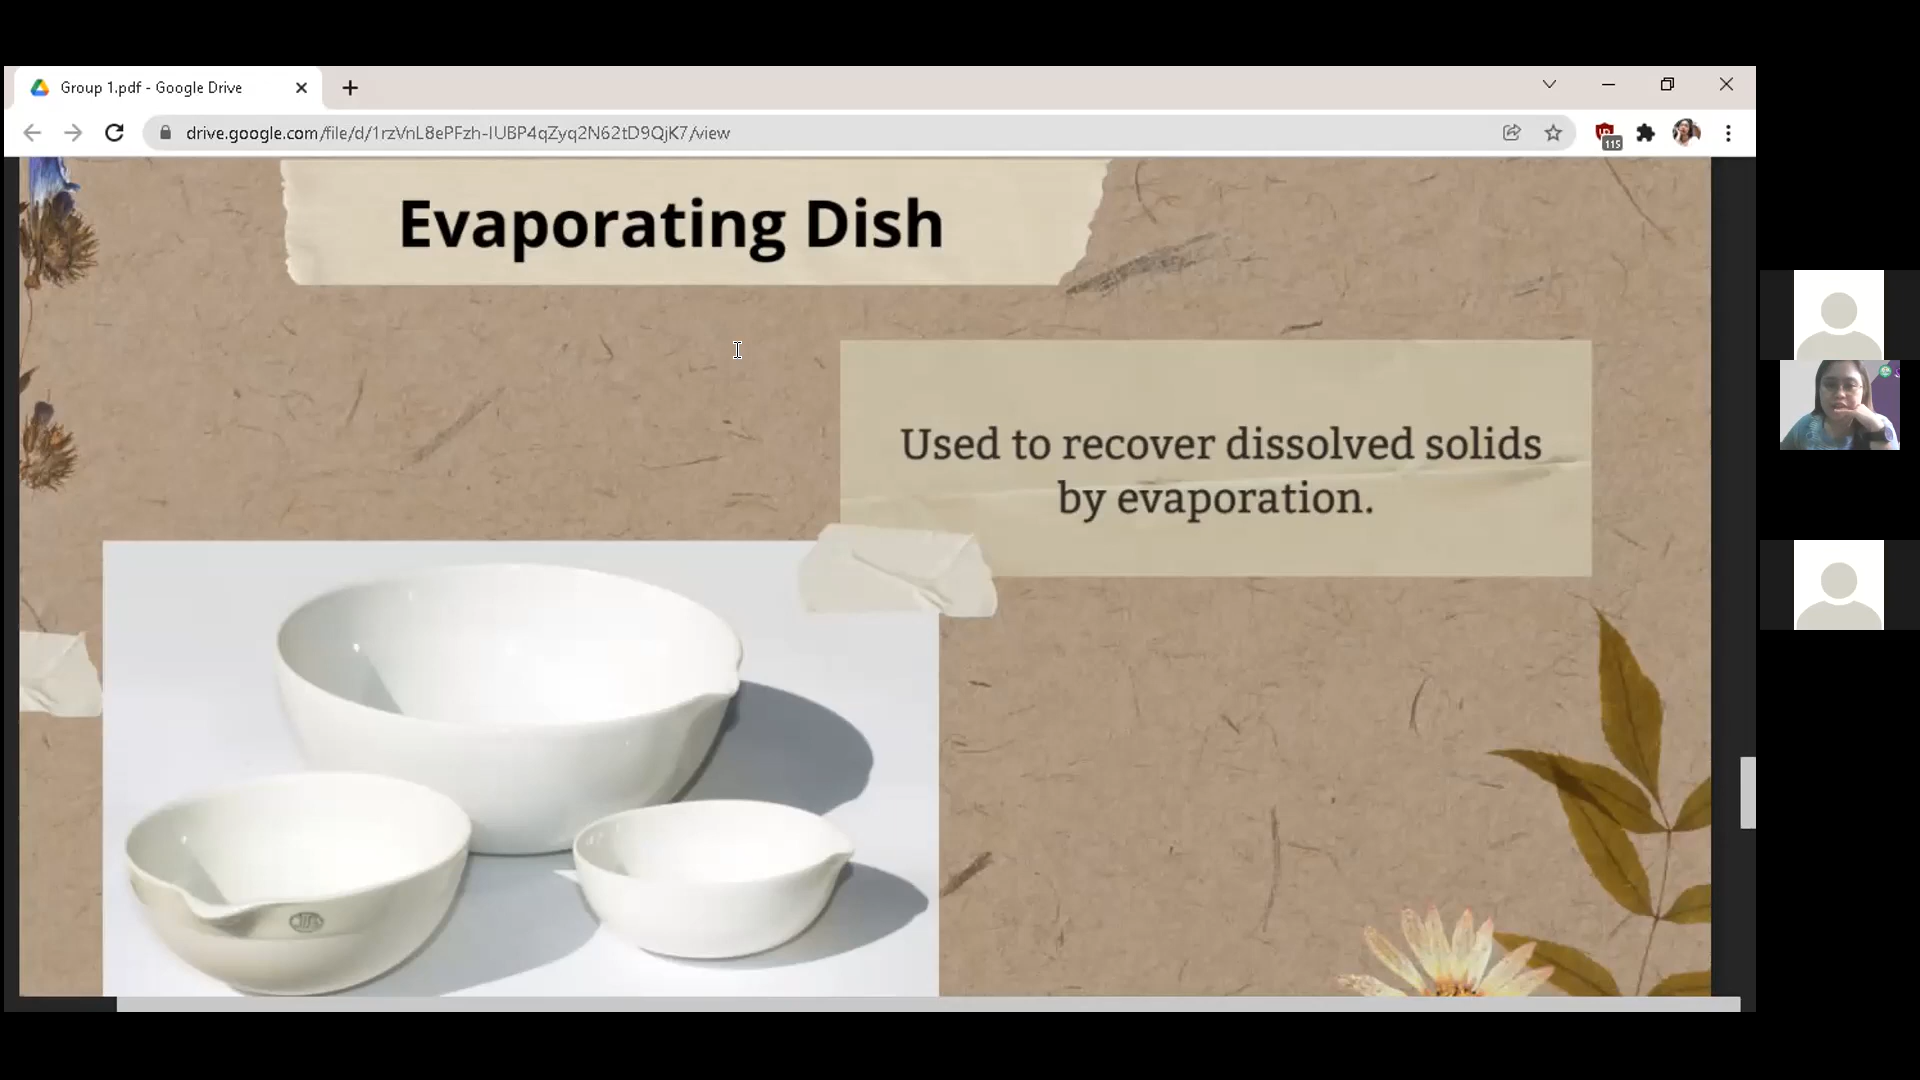 Group 1.pdf - Google Drive
drive.google.com/file/d/1rzVnL8ePFzh-IUBP4qZyq2N62tD9QjK7/view
115
Evaporating Dish
Used to recover dissolved solids
by evaporation.